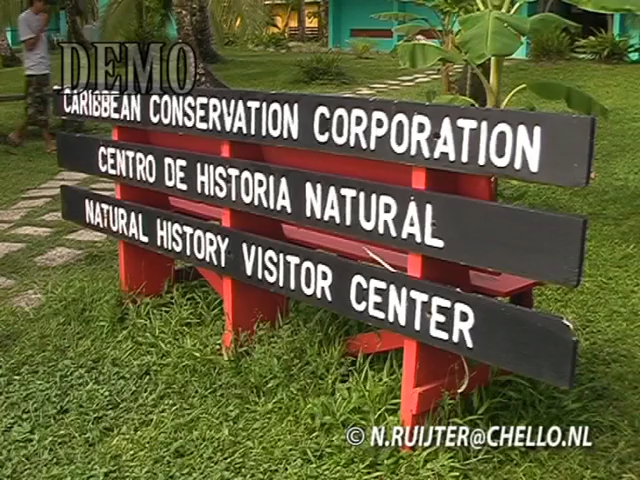 DEMO
CARIBBEAN CONSERVATION CORPORATION
CENTRO DE HISTORIA NATURAL
NATURAL HISTORY VISITOR CENTER
© N.RUIJTER@CHELLO.NL